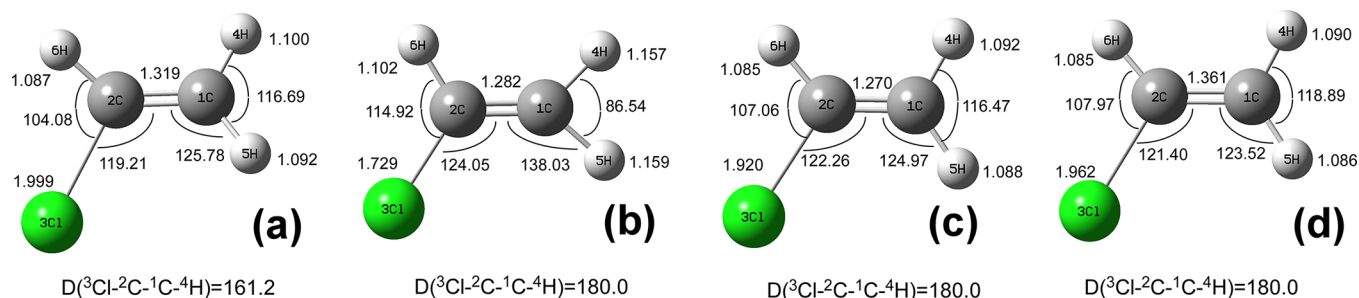 4H 1.100
6H 1.319
1.087 2C 1C 116.69
104.08
119.21 125.78 5H 1.092
1.999
3Cl (a)
D(³Cl-²C-¹C-⁴H)=161.2
6H 4H 1.157
1.102 1.282
114.92 2C 1C 86.54
1.729 124.05 138.03 5H 1.159
3Cl (b)
D(³Cl-²C-¹C-⁴H)=180.0
6H 4H 1.092
1.085 1.270
107.06 2C 1C 116.47
1.920 122.26 124.97 5H 1.088
3Cl (c)
D(³Cl-²C-¹C-⁴H)=180.0
4H 1.090
6H 1.361
1.085 2C 1C 118.89
107.97
121.40 123.52 5H 1.086
1.962
3Cl (d)
D(³Cl-²C-¹C-⁴H)=180.0